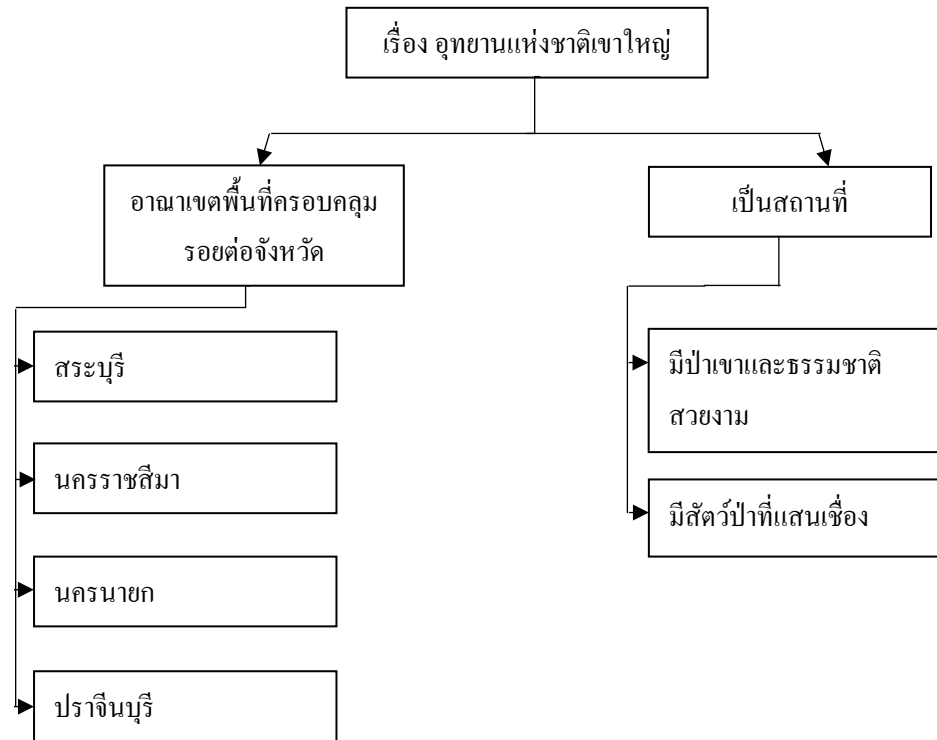 เรื่อง อุทยานแห่งชาติเขาใหญ่
อาณาเขตพื้นที่ครอบคลุม
รอยต่อจังหวัด
สระบุรี
นครราชสีมา
นครนายก
ปราจีนบุรี
เป็นสถานที่
มีป่าเขาและธรรมชาติ
สวยงาม
มีสัตว์ป่าที่แสนเชื่อง